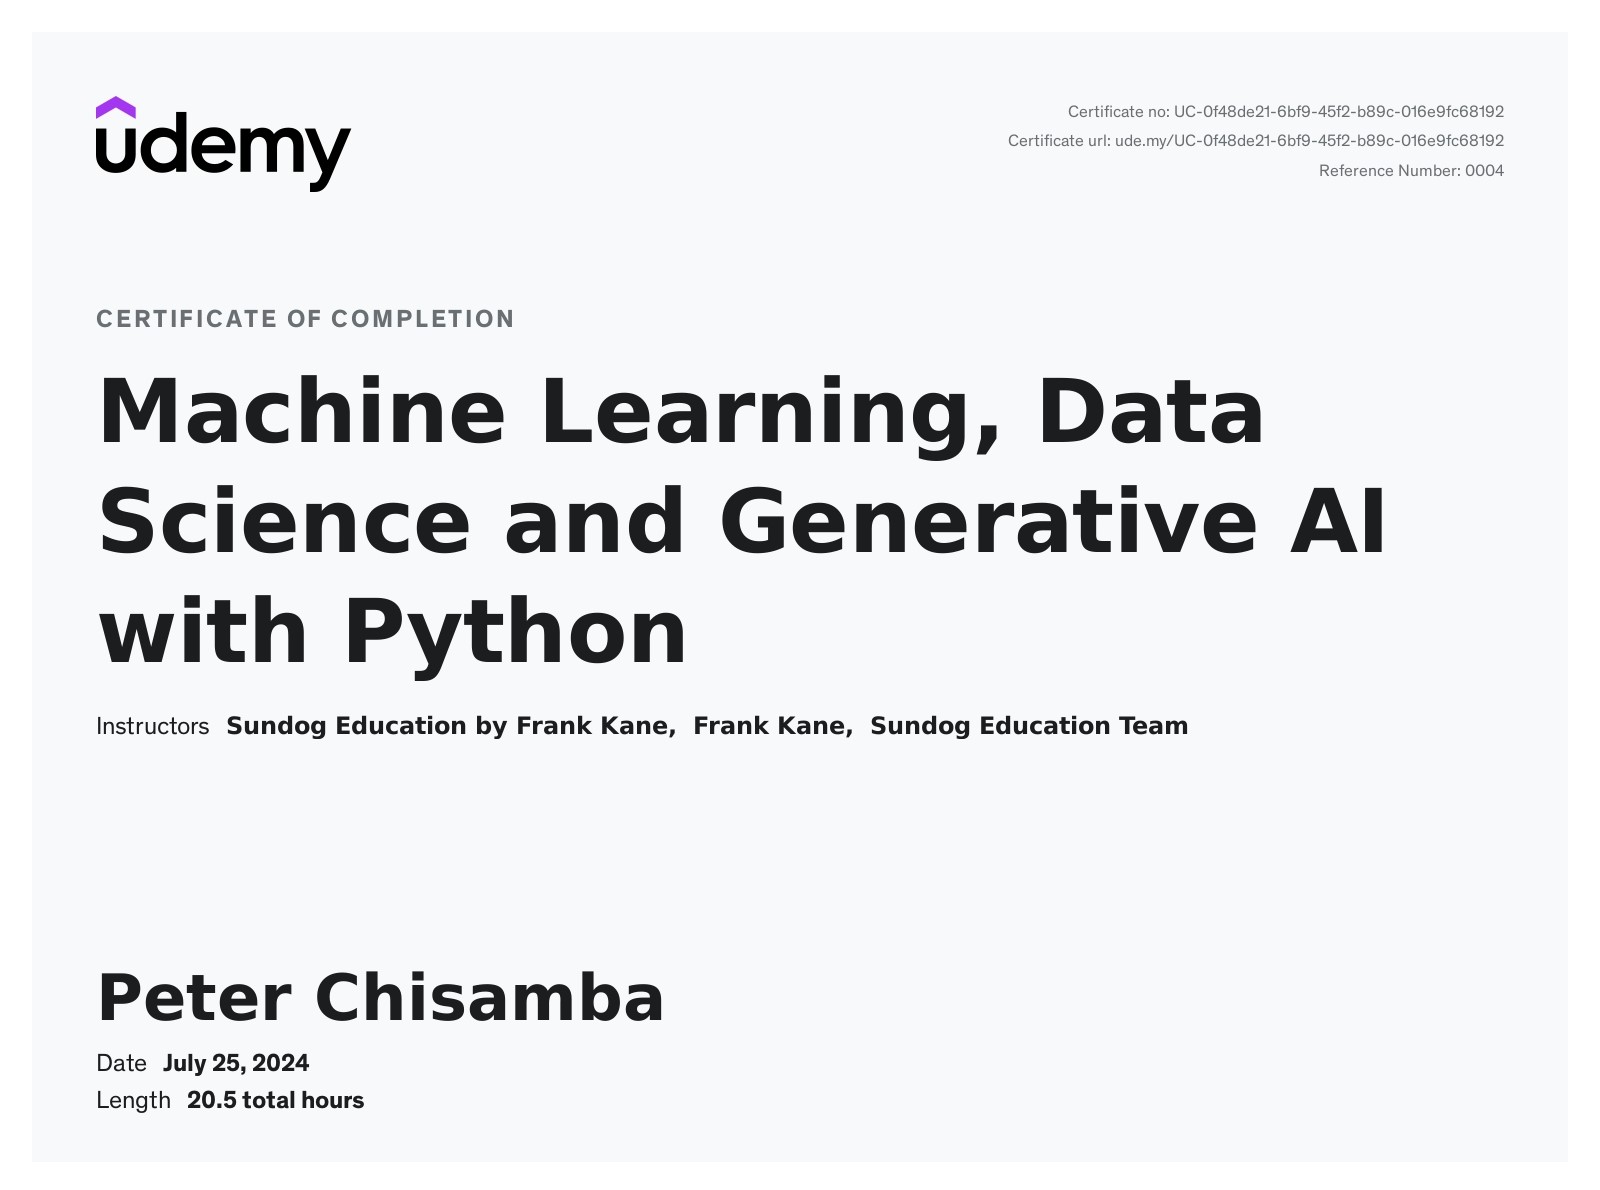 udemy
Certificate no: UC-0f48de21-6bf9-45f2-b89c-016e9fc68192
Certificate url: ude.my/UC-0f48de21-6bf9-45f2-b89c-016e9fc68192
Reference Number: 0004
CERTIFICATE OF COMPLETION
Machine Learning, Data
Science and Generative AI
with Python
Instructors Sundog Education by Frank Kane, Frank Kane, Sundog Education Team
Peter Chisamba
Date July 25, 2024
Length 20.5 total hours